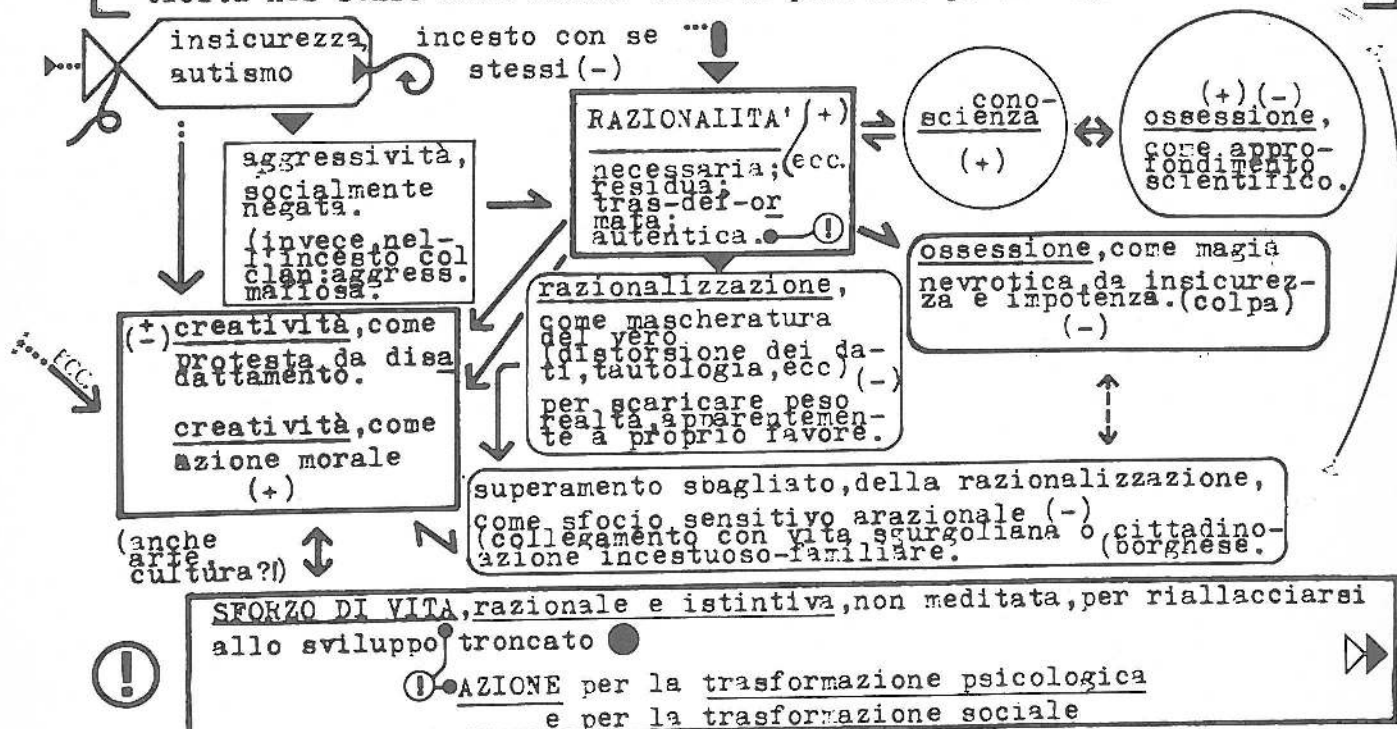 insicurezza,
autismo
incesto con se
stessi(-)
aggressività,
socialmente
negata.
(invece,nel-
l'incesto col
clan:aggress.
mafiosa.
RAZIONALITA' (+)
necessaria; (ecc.
residua;
tras-def-or
mata;
autentica. !
cono-
scienza
(+)
(+)(-)
ossessione,
come appro-
fondimento
scientifico.
ossessione,come magia
nevrotica,da insicurez-
za e impotenza.(colpa)
(-)
razionalizzazione,
come mascheratura
del vero
(distorsione dei da-
ti,tautologia,ecc)(-)
per scaricare peso
realtà,apparentemen-
te a proprio favore.
ECC.
(+-) creatività,come
protesta da disa
dattamento.
creatività,come
azione morale
(+)
superamento sbagliato,della razionalizzazione,
come sfocio sensitivo arazionale (-)
(collegamento con vita sgurgoliana o cittadino-
azione incestuoso-familiare. (borghese.
(anche
arte,
cultura?!)
SFORZO DI VITA,razionale e istintiva,non meditata,per riallacciarsi
allo sviluppo troncato
!
! AZIONE per la trasformazione psicologica
e per la trasformazione sociale